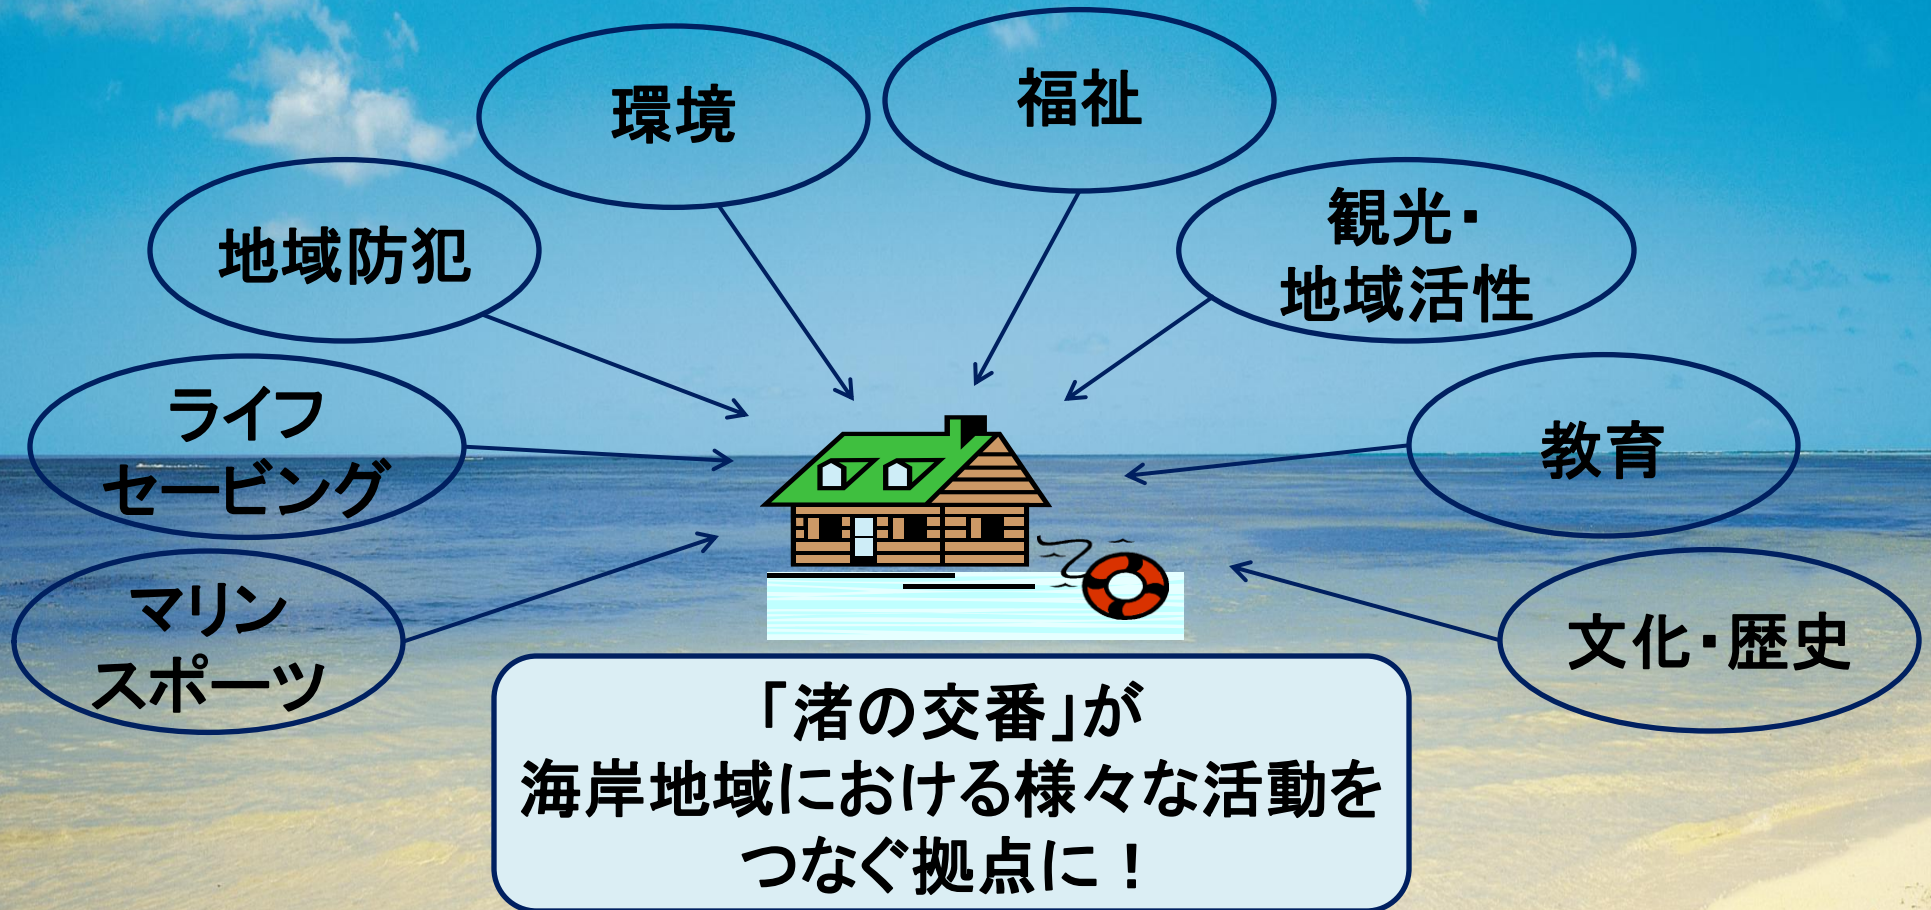 環境
福祉
地域防犯
観光・
地域活性
ライフ
セービング
教育
マリン
スポーツ
文化・歴史
「渚の交番」が
海岸地域における様々な活動を
つなぐ拠点に！